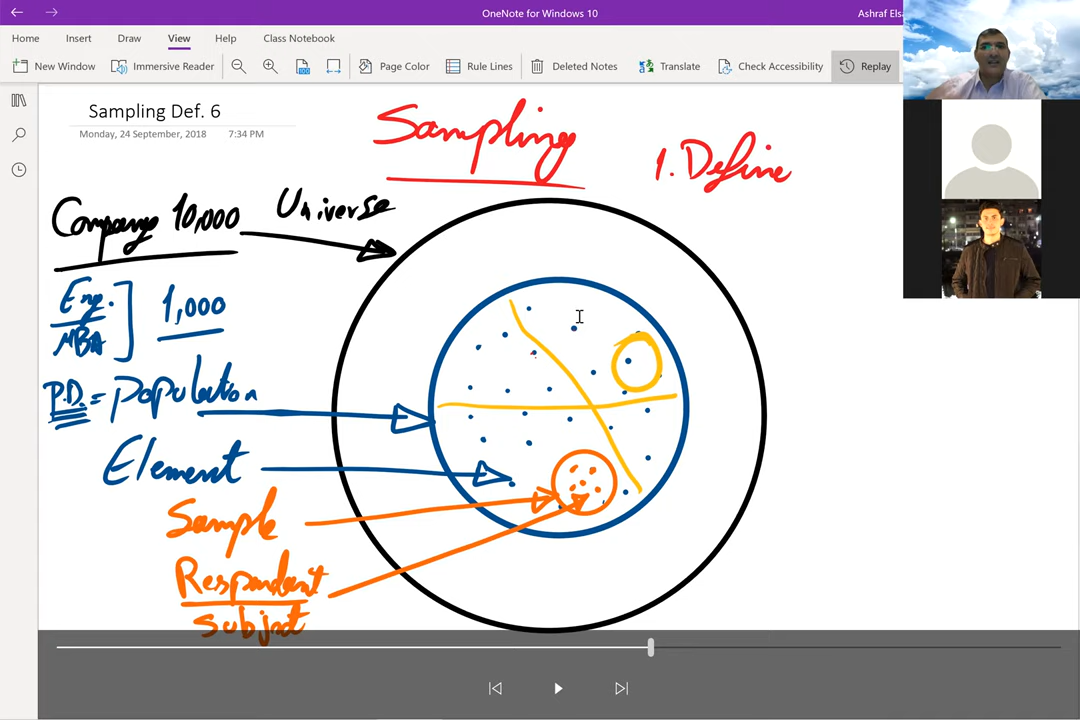 OneNote for Windows 10
Ashraf Elsa
Home Insert Draw View Help Class Notebook
New Window Immersive Reader Page Color Rule Lines Deleted Notes Translate Check Accessibility Replay
Sampling Def. 6
Monday, 24 September, 2018 7:34 PM
Sampling
1. Define
Company 10,000 Universe
Eng.
MBA
1,000
P.D. = population
Element
Sample
Respondent
subject